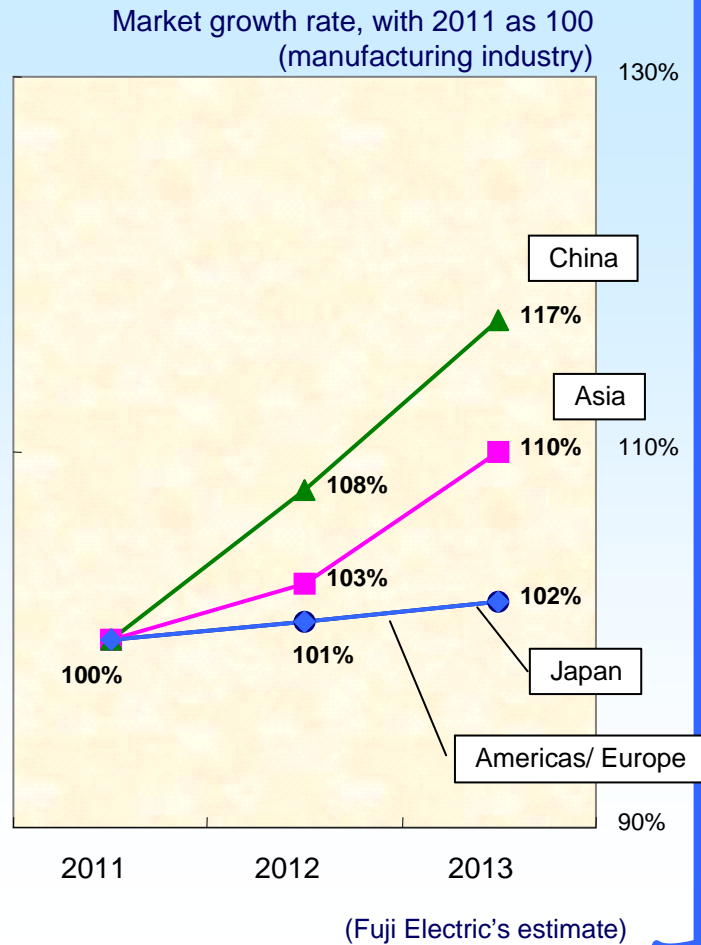 Market growth rate, with 2011 as 100
(manufacturing industry)
130%
China
117%
Asia
110%
110%
108%
103%
102%
101%
100%
Japan
Americas/ Europe
90%
2011
2012
2013
(Fuji Electric's estimate)